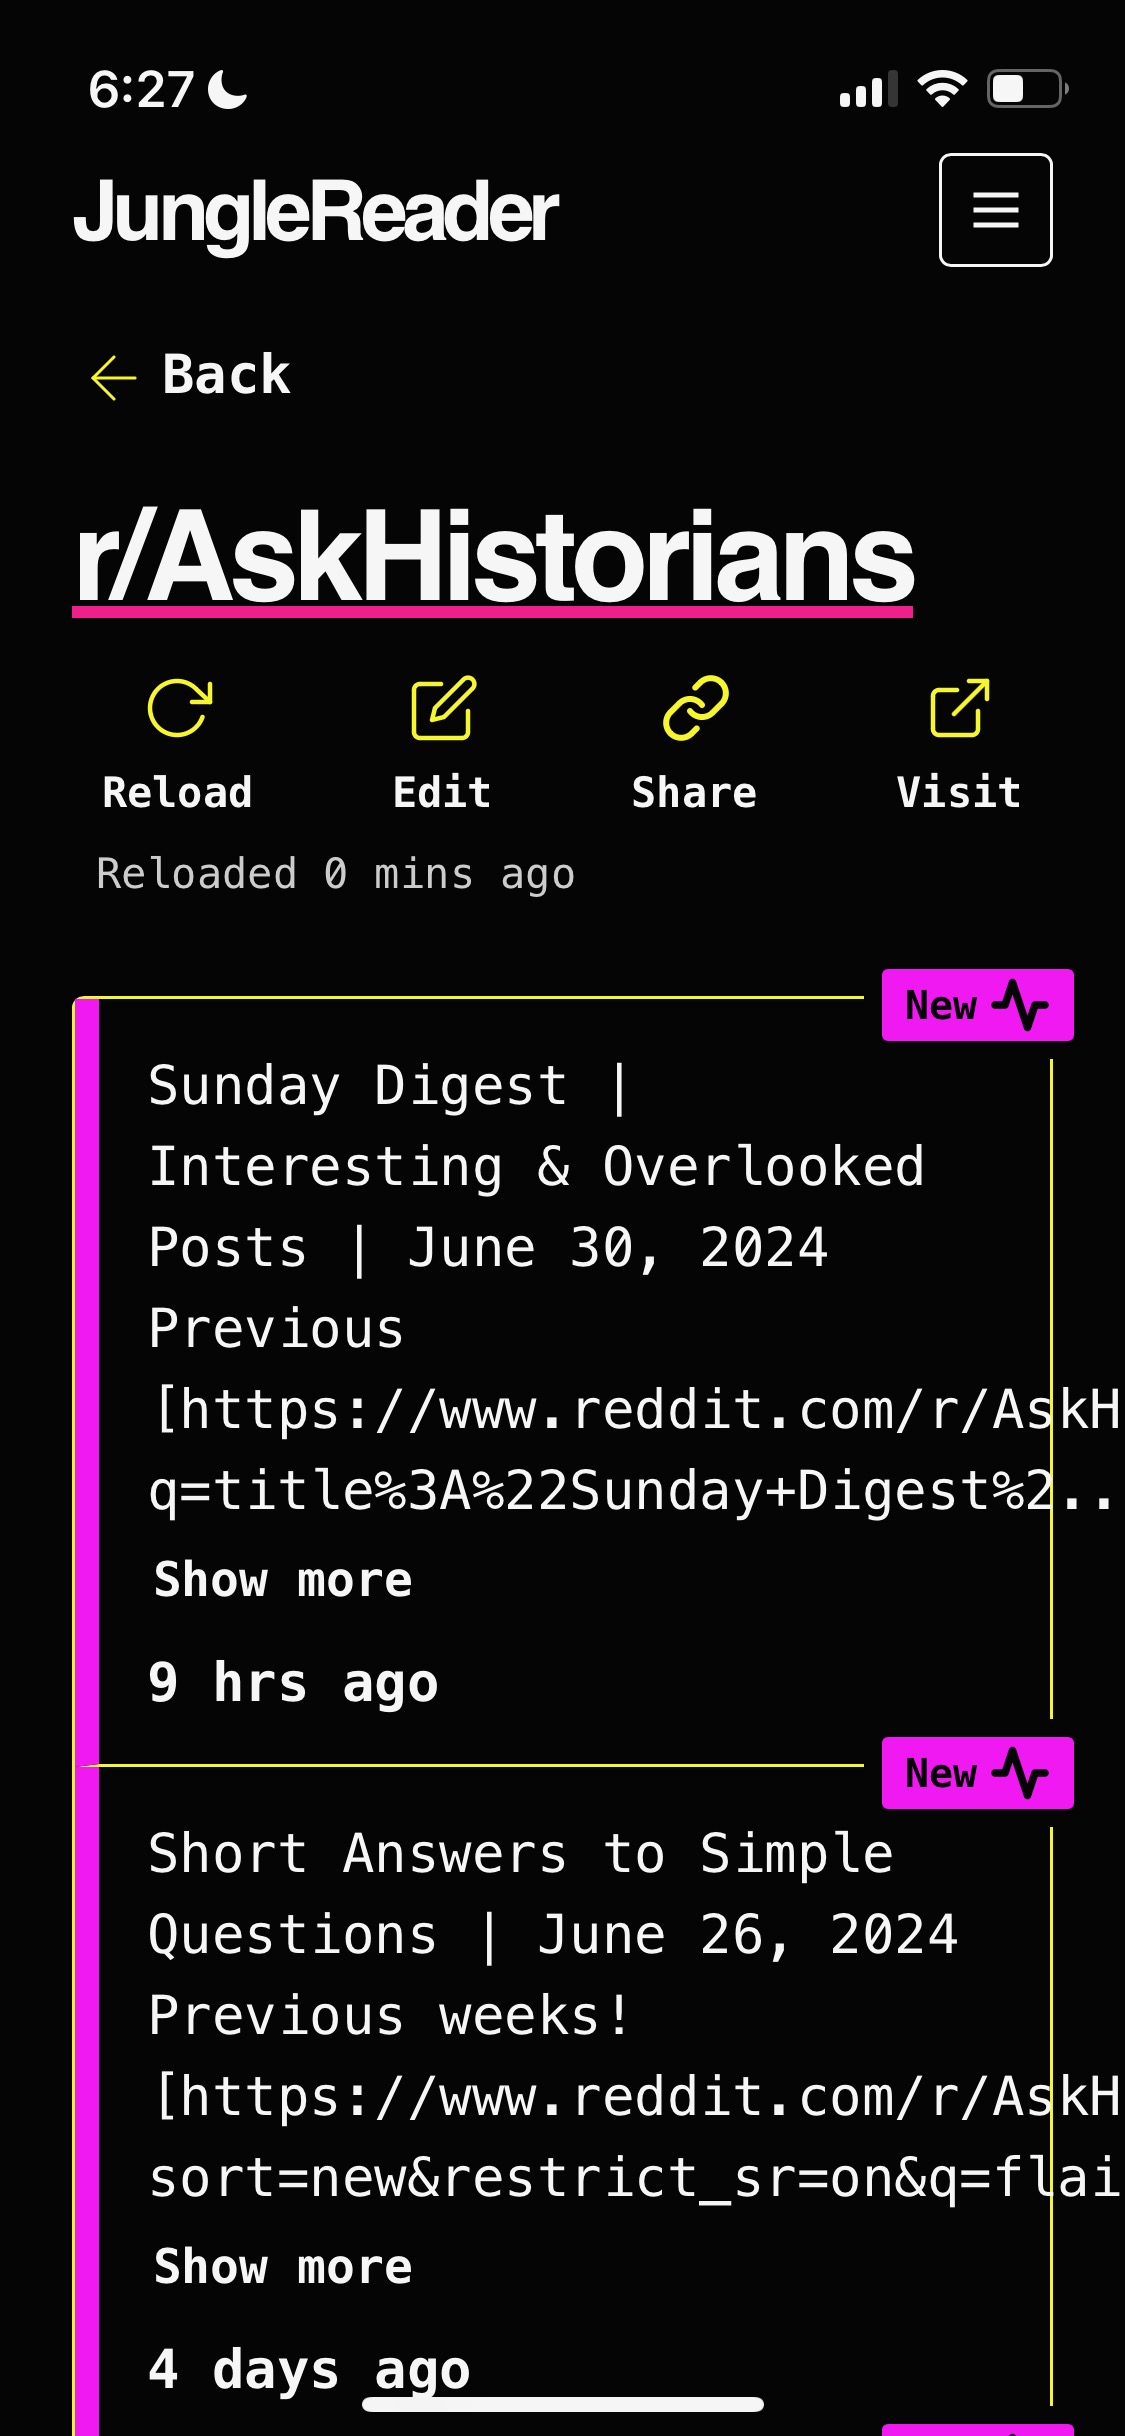 6:27
JungleReader
Back
r/AskHistorians
Reload Edit Share Visit
Reloaded 0 mins ago
New
Sunday Digest |
Interesting & Overlooked
Posts | June 30, 2024
Previous
[https://www.reddit.com/r/AskH
q=title%3A%22Sunday+Digest%2..
Show more
9 hrs ago
New
Short Answers to Simple
Questions | June 26, 2024
Previous weeks!
[https://www.reddit.com/r/AskH
sort=new&restrict_sr=on&q=flai
Show more
4 days ago